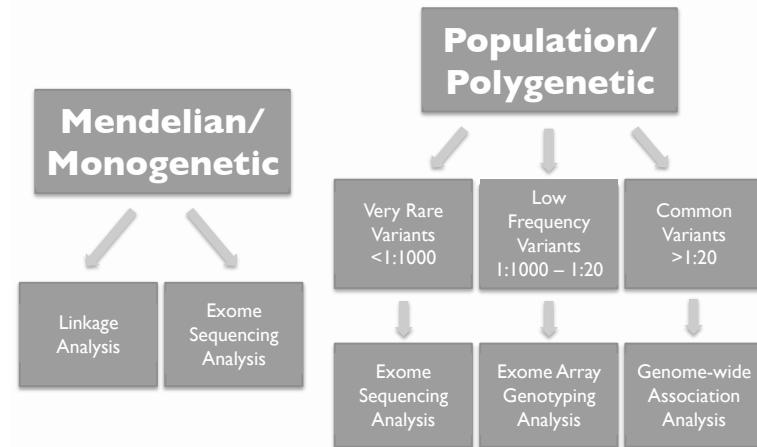 Mendelian/
Monogenetic
Linkage
Analysis
Exome
Sequencing
Analysis
Population/
Polygenetic
Very Rare
Variants
<1:1000
Low
Frequency
Variants
1:1000 – 1:20
Common
Variants
>1:20
Exome
Sequencing
Analysis
Exome Array
Genotyping
Analysis
Genome-wide
Association
Analysis